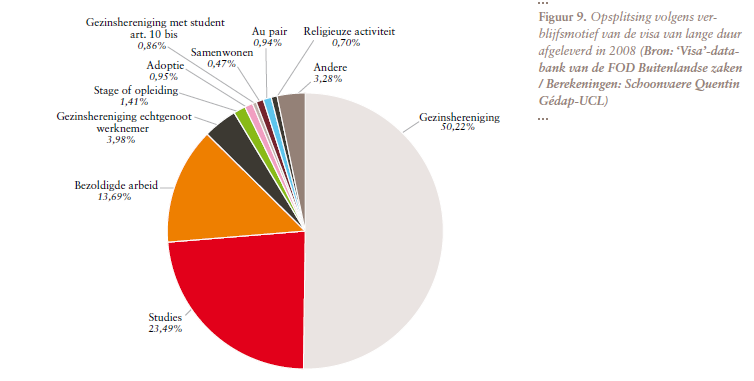 Gezinshereniging met student
art. 10 bis
0,86%
Samenwonen
0,47%
Au pair
0,94%
Religieuze activiteit
0,70%
Andere
3,28%
Adoptie
0,95%
Stage of opleiding
1,41%
Gezinshereniging echtgenoot
werknemer
3,98%
Gezinshereniging
50,22%
Bezoldigde arbeid
13,69%
Studies
23,49%
Figuur 9. Opsplitsing volgens ver-
blijfsmotief van de visa van lange duur
afgeleverd in 2008 (Bron: ‘Visa’-data-
bank van de FOD Buitenlandse zaken
/ Berekeningen: Schoonvaere Quentin
Gédap-UCL)